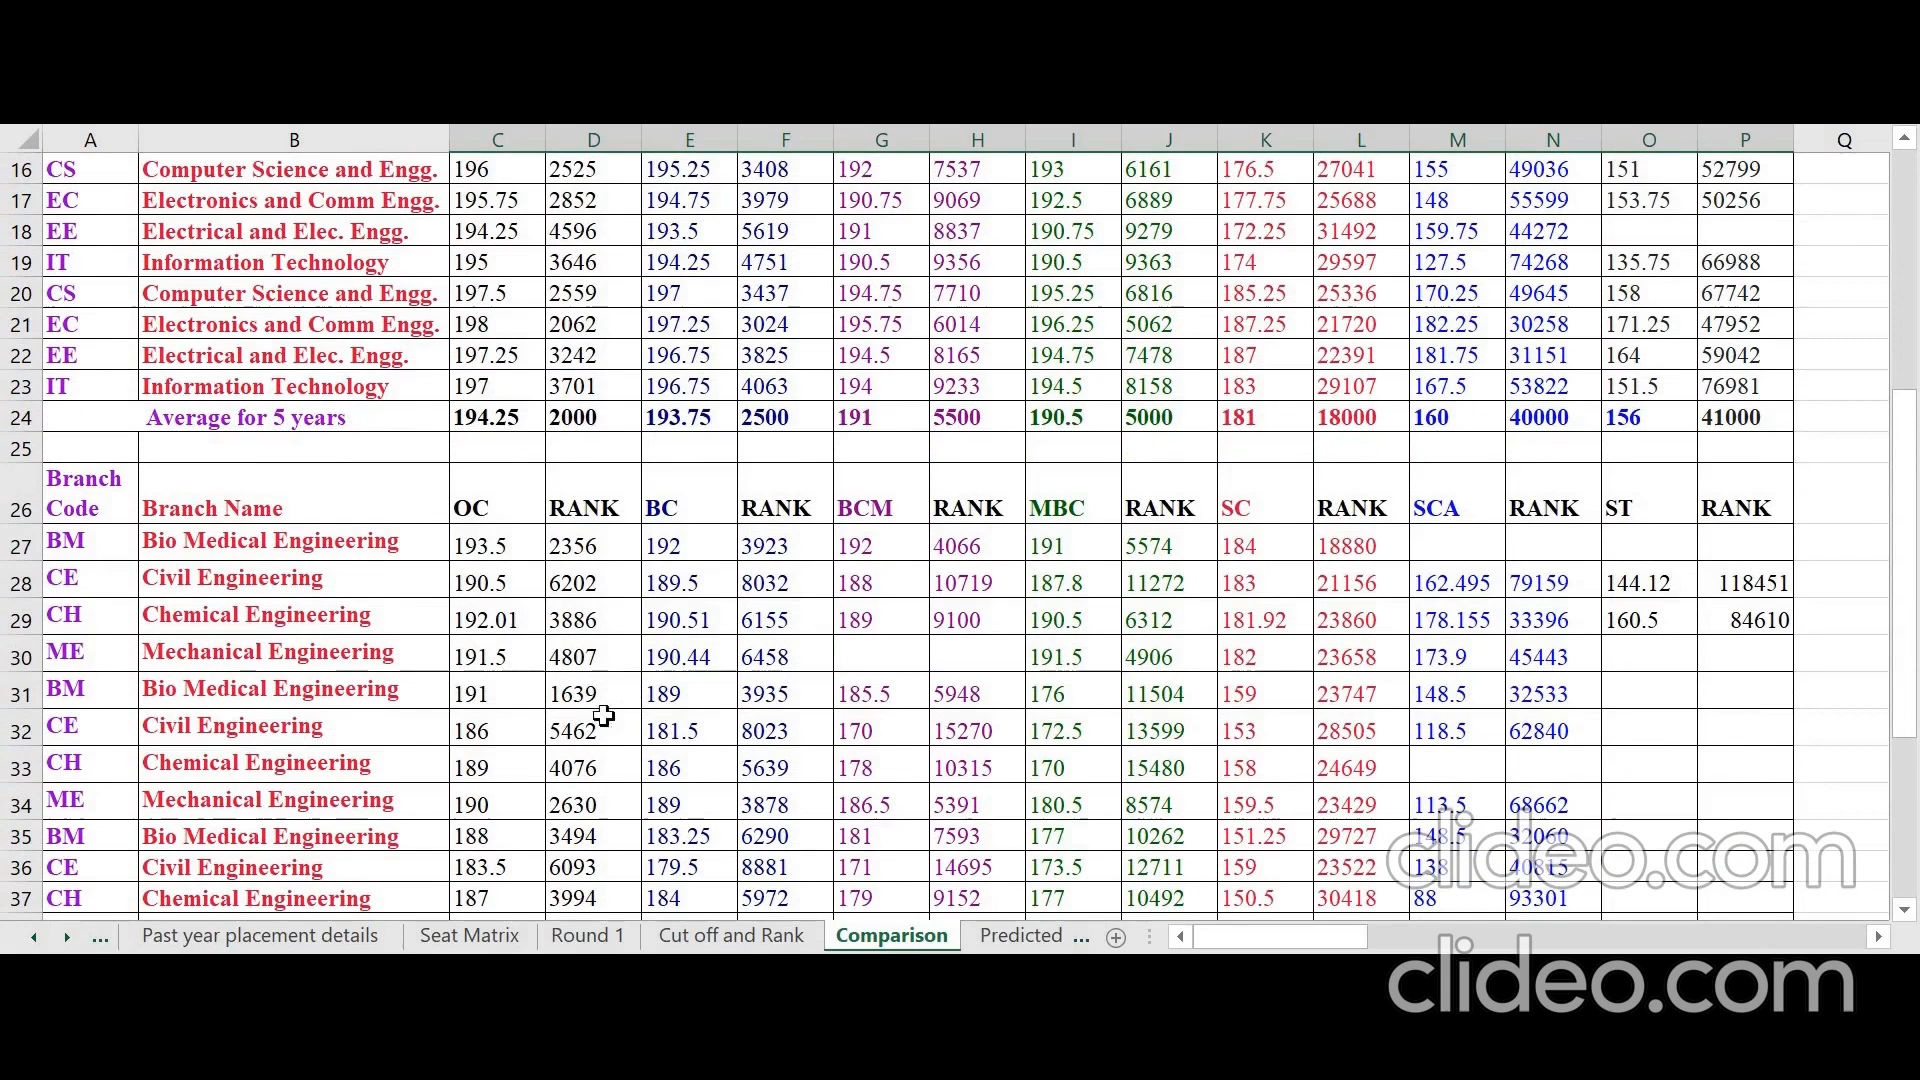 A B C D E F G H I J K L M N O P Q
16 CS Computer Science and Engg. 196 2525 195.25 3408 192 7537 193 6161 176.5 27041 155 49036 151 52799
17 EC Electronics and Comm Engg. 195.75 2852 194.75 3979 190.75 9069 192.5 6889 177.75 25688 148 55599 153.75 50256
18 EE Electrical and Elec. Engg. 194.25 4596 193.5 5619 191 8837 190.75 9279 172.25 31492 159.75 44272
19 IT Information Technology 195 3646 194.25 4751 190.5 9356 190.5 9363 174 29597 127.5 74268 135.75 66988
20 CS Computer Science and Engg. 197.5 2559 197 3437 194.75 7710 195.25 6816 185.25 25336 170.25 49645 158 67742
21 EC Electronics and Comm Engg. 198 2062 197.25 3024 195.75 6014 196.25 5062 187.25 21720 182.25 30258 171.25 47952
22 EE Electrical and Elec. Engg. 197.25 3242 196.75 3825 194.5 8165 194.75 7478 187 22391 181.75 31151 164 59042
23 IT Information Technology 197 3701 196.75 4063 194 9233 194.5 8158 183 29107 167.5 53822 151.5 76981
24 Average for 5 years 194.25 2000 193.75 2500 191 5500 190.5 5000 181 18000 160 40000 156 41000
25
Branch
26 Code Branch Name OC RANK BC RANK BCM RANK MBC RANK SC RANK SCA RANK ST RANK
27 BM Bio Medical Engineering 193.5 2356 192 3923 192 4066 191 5574 184 18880
28 CE Civil Engineering 190.5 6202 189.5 8032 188 10719 187.8 11272 183 21156 162.495 79159 144.12 118451
29 CH Chemical Engineering 192.01 3886 190.51 6155 189 9100 190.5 6312 181.92 23860 178.155 33396 160.5 84610
30 ME Mechanical Engineering 191.5 4807 190.44 6458 191.5 4906 182 23658 173.9 45443
31 BM Bio Medical Engineering 191 1639 189 3935 185.5 5948 176 11504 159 23747 148.5 32533
32 CE Civil Engineering 186 5462 181.5 8023 170 15270 172.5 13599 153 28505 118.5 62840
33 CH Chemical Engineering 189 4076 186 5639 178 10315 170 15480 158 24649
34 ME Mechanical Engineering 190 2630 189 3878 186.5 5391 180.5 8574 159.5 23429 113.5 68662
35 BM Bio Medical Engineering 188 3494 183.25 6290 181 7593 177 10262 151.25 29727 148.5 32060
36 CE Civil Engineering 183.5 6093 179.5 8881 171 14695 173.5 12711 159 23522 138 40815
37 CH Chemical Engineering 187 3994 184 5972 179 9152 177 10492 150.5 30418 88 93301
clideo.com
... Past year placement details Seat Matrix Round 1 Cut off and Rank Comparison Predicted ...
clideo.com